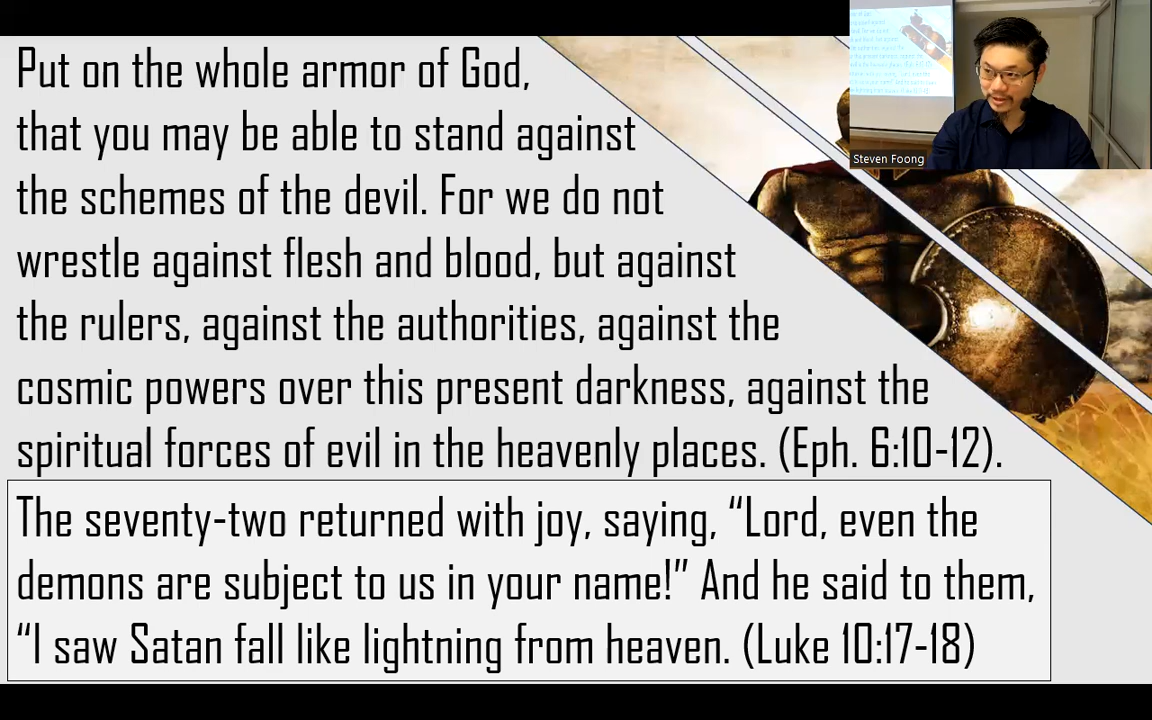 Put on the whole armor of God,
that you may be able to stand against
the schemes of the devil. For we do not
wrestle against flesh and blood, but against
the rulers, against the authorities, against the
cosmic powers over this present darkness, against the
spiritual forces of evil in the heavenly places. (Eph. 6:10-12).
The seventy-two returned with joy, saying, “Lord, even the
demons are subject to us in your name!” And he said to them,
“I saw Satan fall like lightning from heaven. (Luke 10:17-18)
Steven Foong